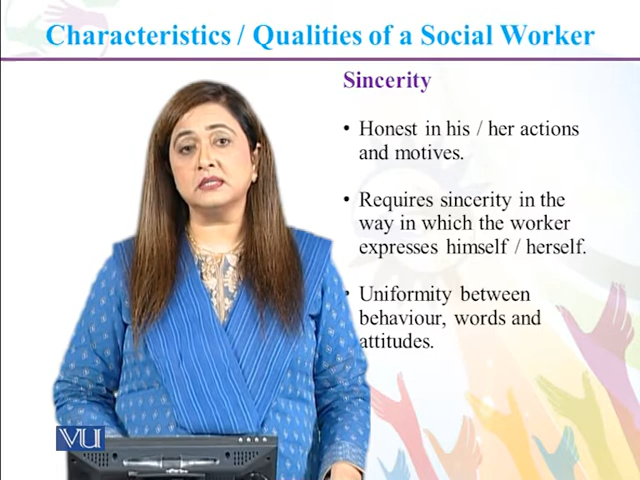 Characteristics / Qualities of a Social Worker
Sincerity
• Honest in his / her actions
and motives.
• Requires sincerity in the
way in which the worker
expresses himself / herself.
• Uniformity between
behaviour, words and
attitudes.
VU